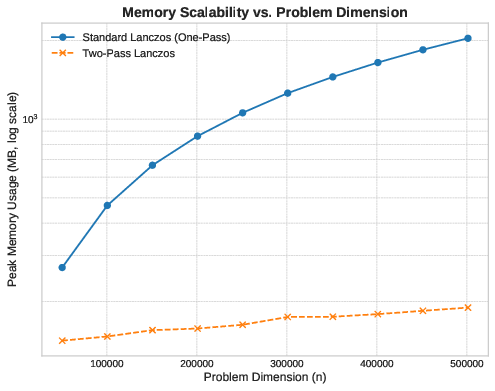 Memory Scalability vs. Problem Dimension
Standard Lanczos (One-Pass)
Two-Pass Lanczos
Peak Memory Usage (MB, log scale)
10³
100000 200000 300000 400000 500000
Problem Dimension (n)